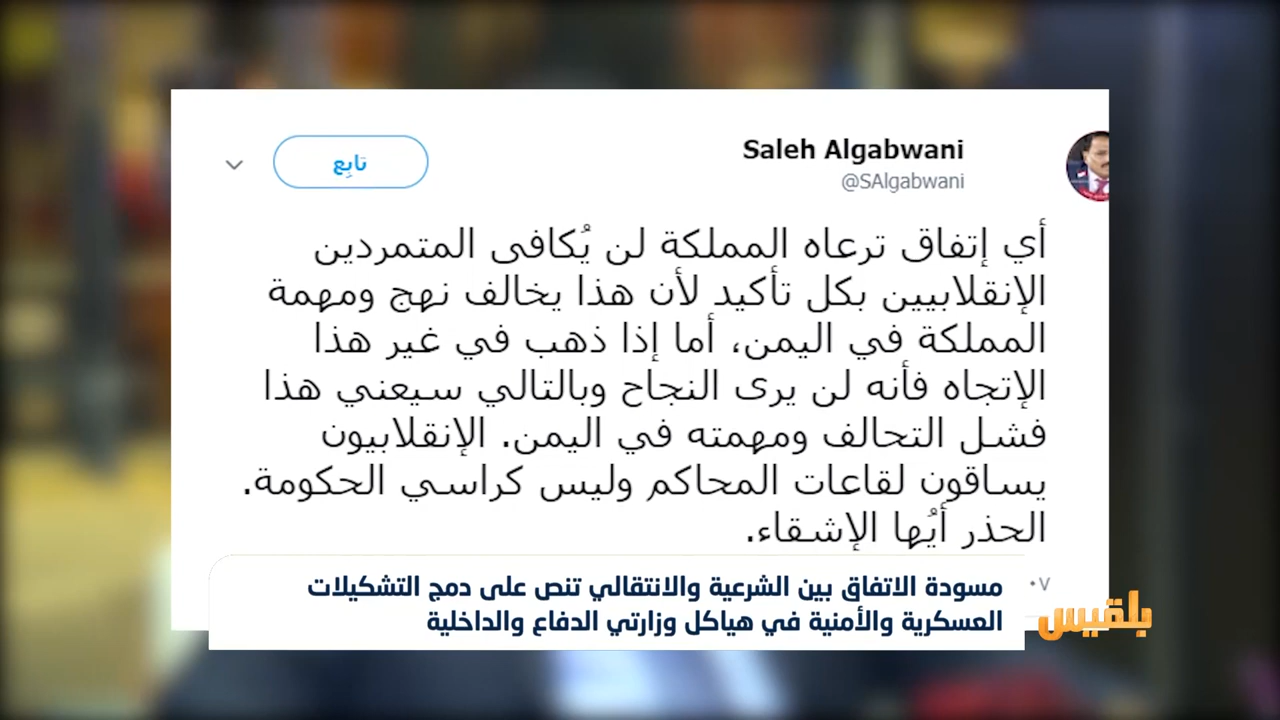 Saleh Algabwani
@SAlgabwani
تابِع
أي إتفاق ترعاه المملكة لن يُكافى المتمردين
الإنقلابيين بكل تأكيد لأن هذا يخالف نهج ومهمة
المملكة في اليمن، أما إذا ذهب في غير هذا
الإتجاه فأنه لن يرى النجاح وبالتالي سيعني هذا
فشل التحالف ومهمته في اليمن. الإنقلابيون
يساقون لقاعات المحاكم وليس كراسي الحكومة.
الحذر أيُها الإشقاء.
مسودة الاتفاق بين الشرعية والانتقالي تنص على دمج التشكيلات
العسكرية والأمنية في هياكل وزارتي الدفاع والداخلية
بلقيس